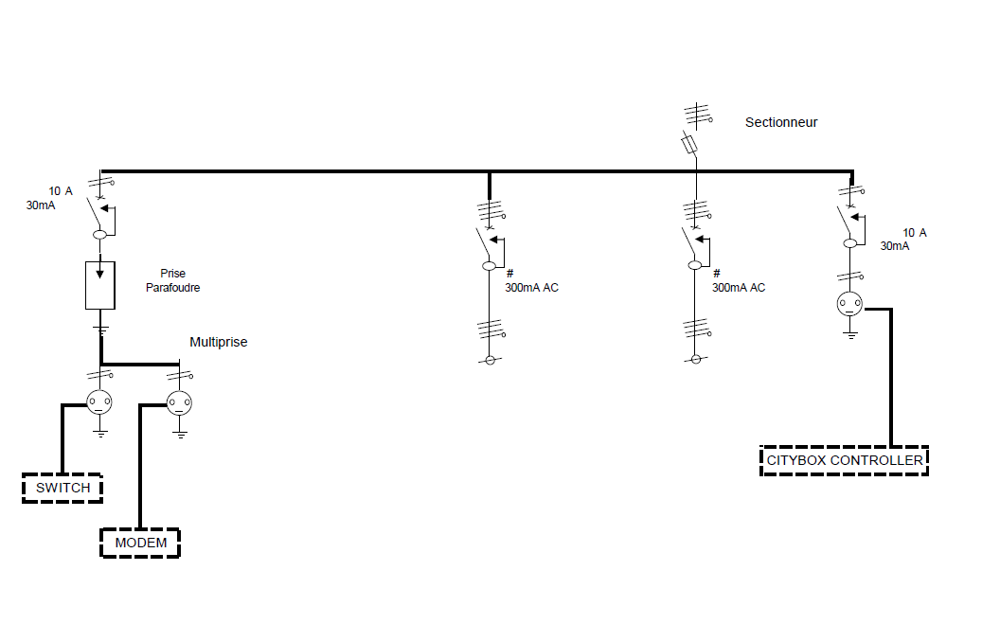 Sectionneur
10 A
30mA
10 A
30mA
Prise
Parafoudre
#
300mA AC
#
300mA AC
Multiprise
CITYBOX CONTROLLER
SWITCH
MODEM